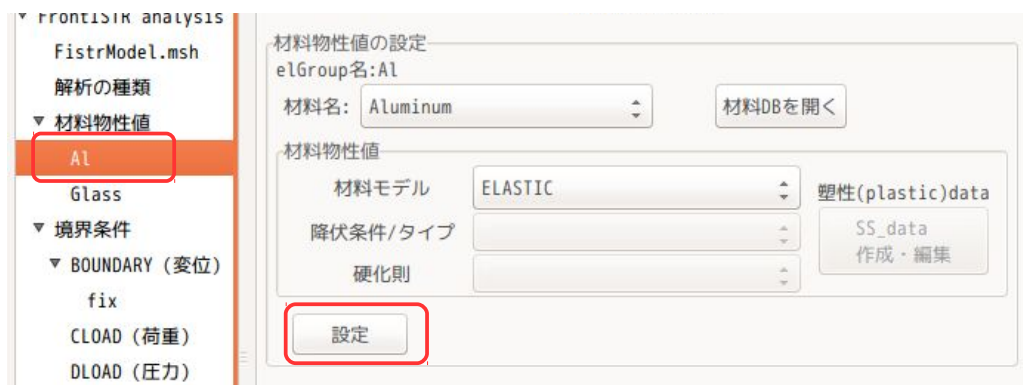 FrontISTR analysis
FistrModel.msh
解析の種類
材料物性値
Al
Glass
境界条件
BOUNDARY (変位)
fix
CLOAD (荷重)
DLOAD (圧力)
材料物性値の設定
elGroup名:Al
材料名: Aluminum 材料DBを開く
材料物性値
材料モデル ELASTIC 塑性(plastic)data
降伏条件/タイプ SS_data
作成・編集
硬化則
設定